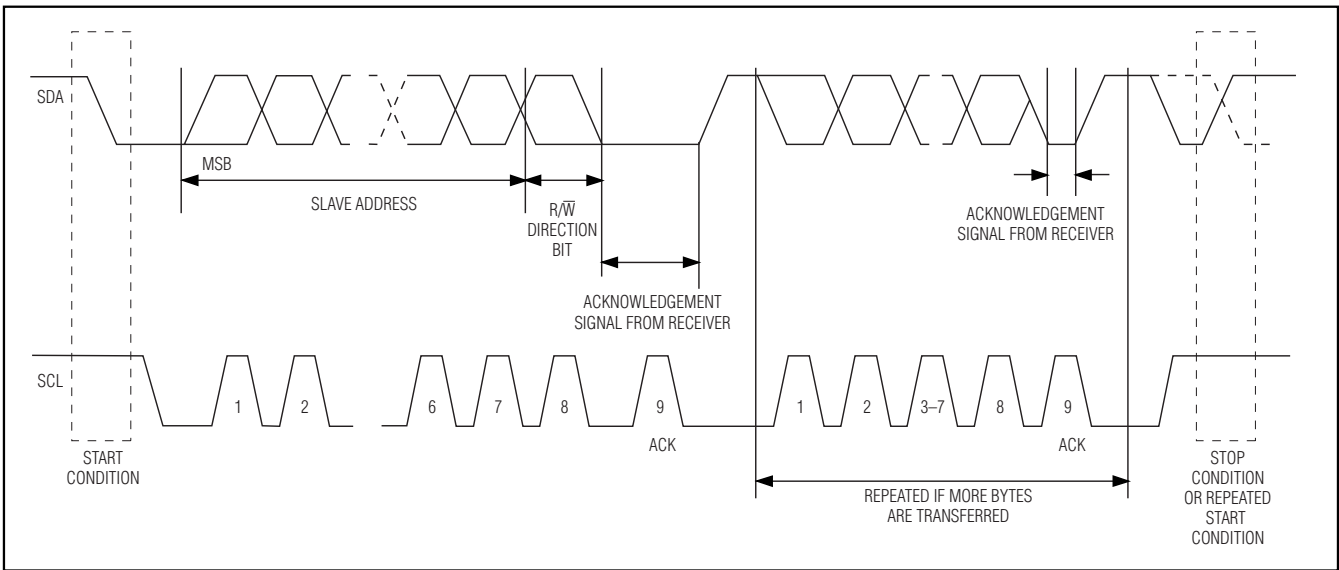 SDA
MSB
SLAVE ADDRESS
R/W̅
DIRECTION
BIT
ACKNOWLEDGEMENT
SIGNAL FROM RECEIVER
ACKNOWLEDGEMENT
SIGNAL FROM RECEIVER
SCL
1 2 6 7 8 9 1 2 3–7 8 9
ACK ACK
START
CONDITION
REPEATED IF MORE BYTES
ARE TRANSFERRED
STOP
CONDITION
OR REPEATED
START
CONDITION